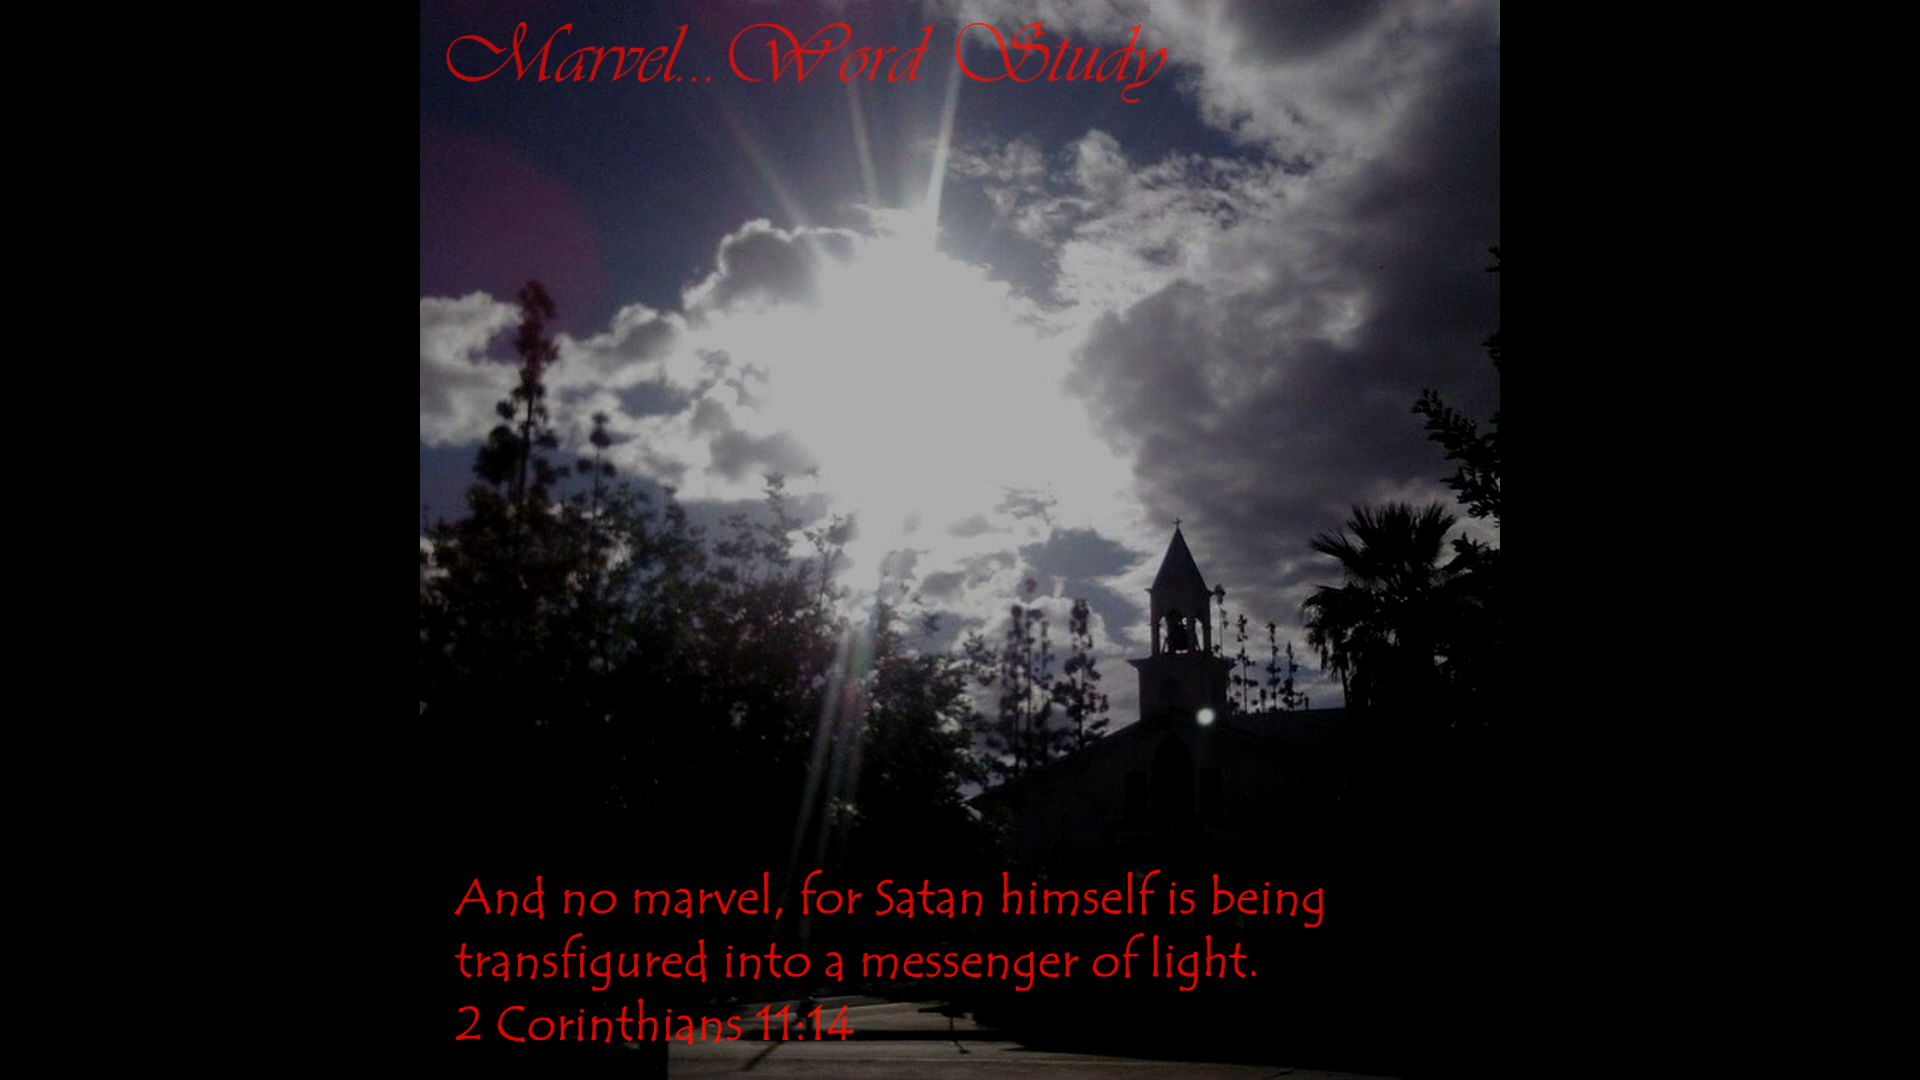 Marvel... Word Study
And no marvel, for Satan himself is being
transfigured into a messenger of light.
2 Corinthians 11:14